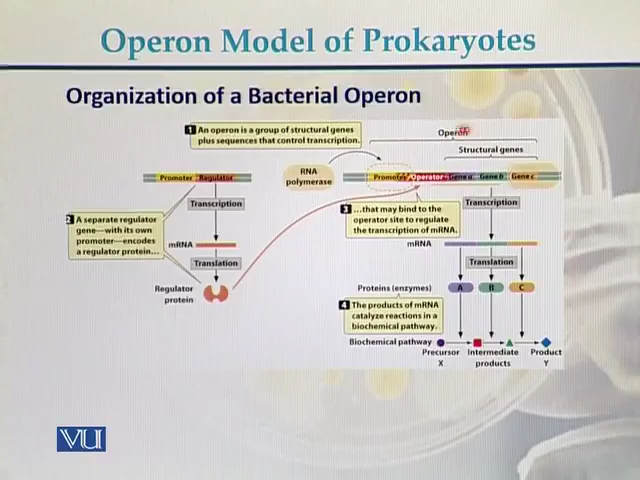 Operon Model of Prokaryotes
Organization of a Bacterial Operon
1 An operon is a group of structural genes
plus sequences that control transcription.
Operon
Structural genes
RNA
polymerase
Promoter Regulator
Promoter Operator Gene a Gene b Gene c
Transcription
Transcription
2 A separate regulator
gene—with its own
promoter—encodes
a regulator protein...
3 ...that may bind to the
operator site to regulate
the transcription of mRNA.
mRNA
mRNA
Translation
Translation
Regulator
protein
Proteins (enzymes) A B C
4 The products of mRNA
catalyze reactions in a
biochemical pathway.
Biochemical pathway
Precursor Intermediate Product
X products Y
VU